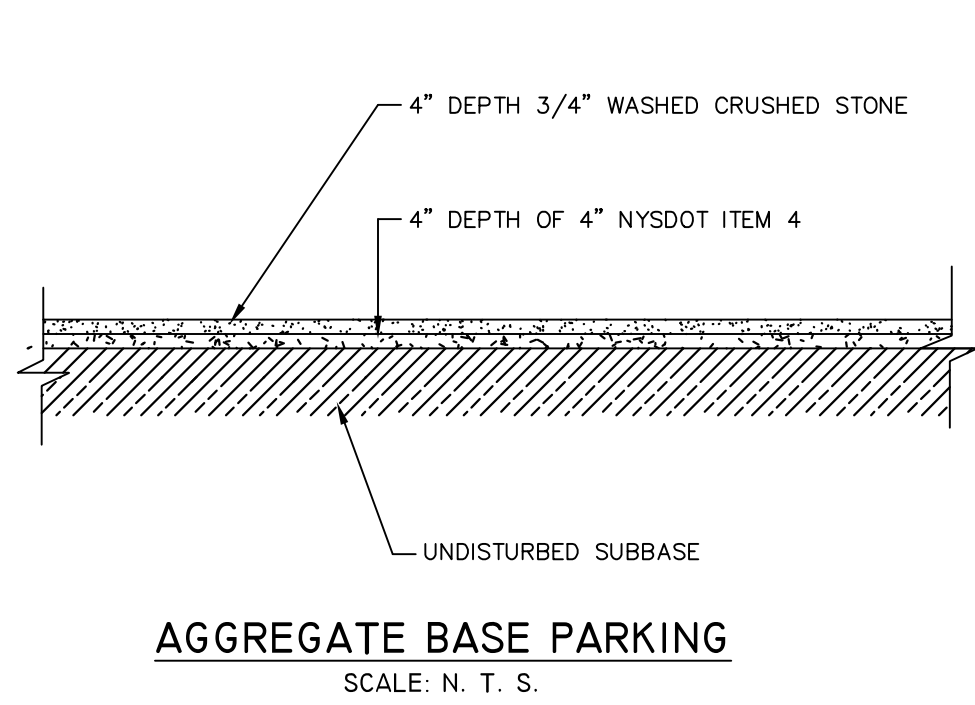 4” DEPTH 3/4” WASHED CRUSHED STONE
4” DEPTH OF 4” NYSDOT ITEM 4
UNDISTURBED SUBBASE
AGGREGATE BASE PARKING
SCALE: N. T. S.